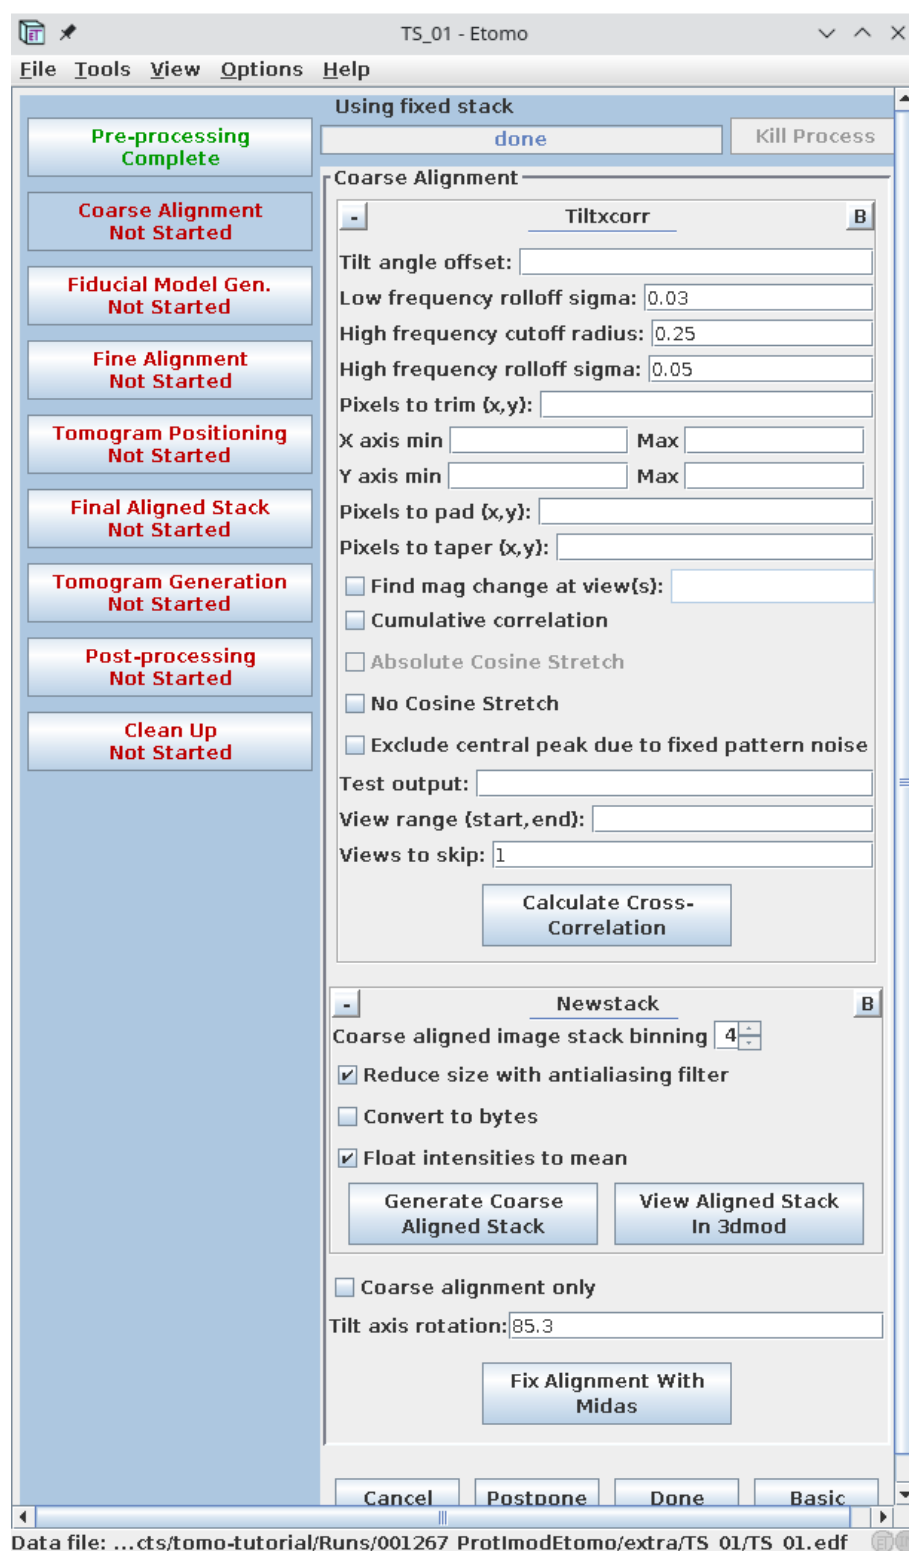 TS_01 - Etomo
File Tools View Options Help
Using fixed stack
done
Kill Process
Pre-processing
Complete
Coarse Alignment
Not Started
Fiducial Model Gen.
Not Started
Fine Alignment
Not Started
Tomogram Positioning
Not Started
Final Aligned Stack
Not Started
Tomogram Generation
Not Started
Post-processing
Not Started
Clean Up
Not Started
Coarse Alignment
- Tiltxcorr B
Tilt angle offset:
Low frequency rolloff sigma: 0.03
High frequency cutoff radius: 0.25
High frequency rolloff sigma: 0.05
Pixels to trim (x,y):
X axis min Max
Y axis min Max
Pixels to pad (x,y):
Pixels to taper (x,y):
Find mag change at view(s):
Cumulative correlation
Absolute Cosine Stretch
No Cosine Stretch
Exclude central peak due to fixed pattern noise
Test output:
View range (start,end):
Views to skip: 1
Calculate Cross-
Correlation
- Newstack B
Coarse aligned image stack binning 4
Reduce size with antialiasing filter
Convert to bytes
Float intensities to mean
Generate Coarse
Aligned Stack
View Aligned Stack
In 3dmod
Coarse alignment only
Tilt axis rotation: 85.3
Fix Alignment With
Midas
Cancel Postpone Done Basic
Data file: ...cts/tomo-tutorial/Runs/001267_ProtImodEtomo/extra/TS_01/TS_01.edf